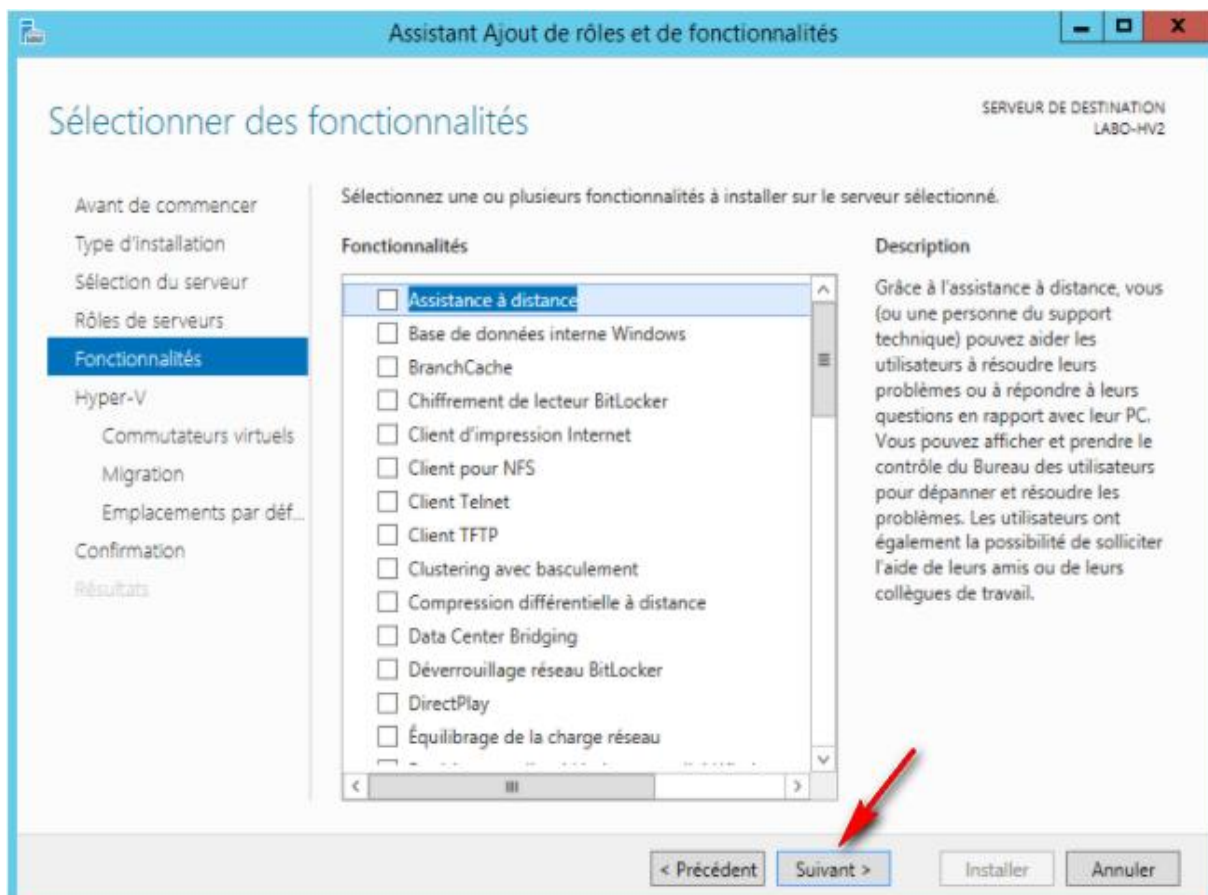 Assistant Ajout de rôles et de fonctionnalités
Sélectionner des fonctionnalités
SERVEUR DE DESTINATION
LABO-HV2
Avant de commencer
Type d'installation
Sélection du serveur
Rôles de serveurs
Fonctionnalités
Hyper-V
Commutateurs virtuels
Migration
Emplacements par déf...
Confirmation
Résultats
Sélectionnez une ou plusieurs fonctionnalités à installer sur le serveur sélectionné.
Fonctionnalités
Assistance à distance
Base de données interne Windows
BranchCache
Chiffrement de lecteur BitLocker
Client d'impression Internet
Client pour NFS
Client Telnet
Client TFTP
Clustering avec basculement
Compression différentielle à distance
Data Center Bridging
Déverrouillage réseau BitLocker
DirectPlay
Équilibrage de la charge réseau
Description
Grâce à l'assistance à distance, vous
(ou une personne du support
technique) pouvez aider les
utilisateurs à résoudre leurs
problèmes ou à répondre à leurs
questions en rapport avec leur PC.
Vous pouvez afficher et prendre le
contrôle du Bureau des utilisateurs
pour dépanner et résoudre les
problèmes. Les utilisateurs ont
également la possibilité de solliciter
l'aide de leurs amis ou de leurs
collègues de travail.
< Précédent
Suivant >
Installer
Annuler